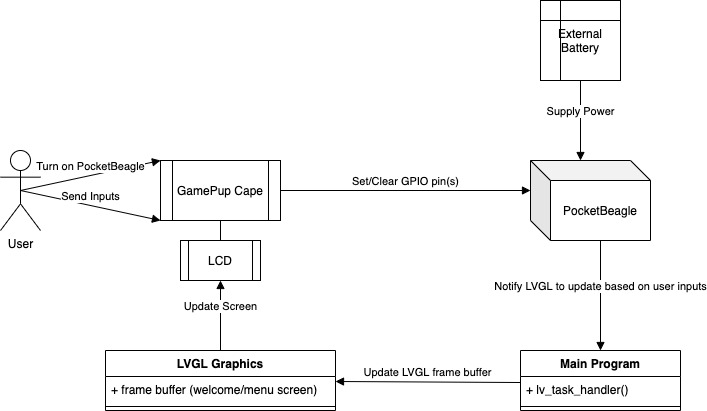 External
Battery
Supply Power
Turn on PocketBeagle
GamePup Cape
Set/Clear GPIO pin(s)
Send Inputs
PocketBeagle
User
LCD
Notify LVGL to update based on user inputs
Update Screen
LVGL Graphics
Main Program
Update LVGL frame buffer
+ frame buffer (welcome/menu screen)
+ lv_task_handler()